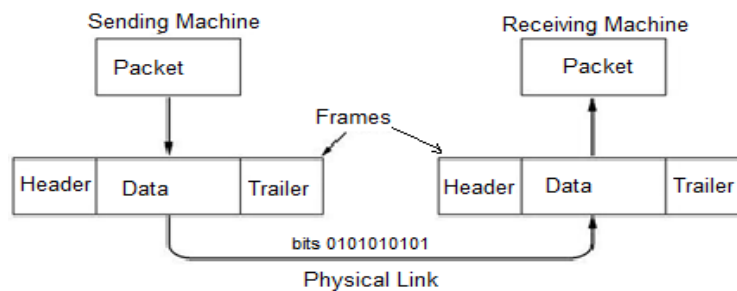 Sending Machine
Receiving Machine
Packet
Packet
Frames
Header Data Trailer
Header Data Trailer
bits 0101010101
Physical Link